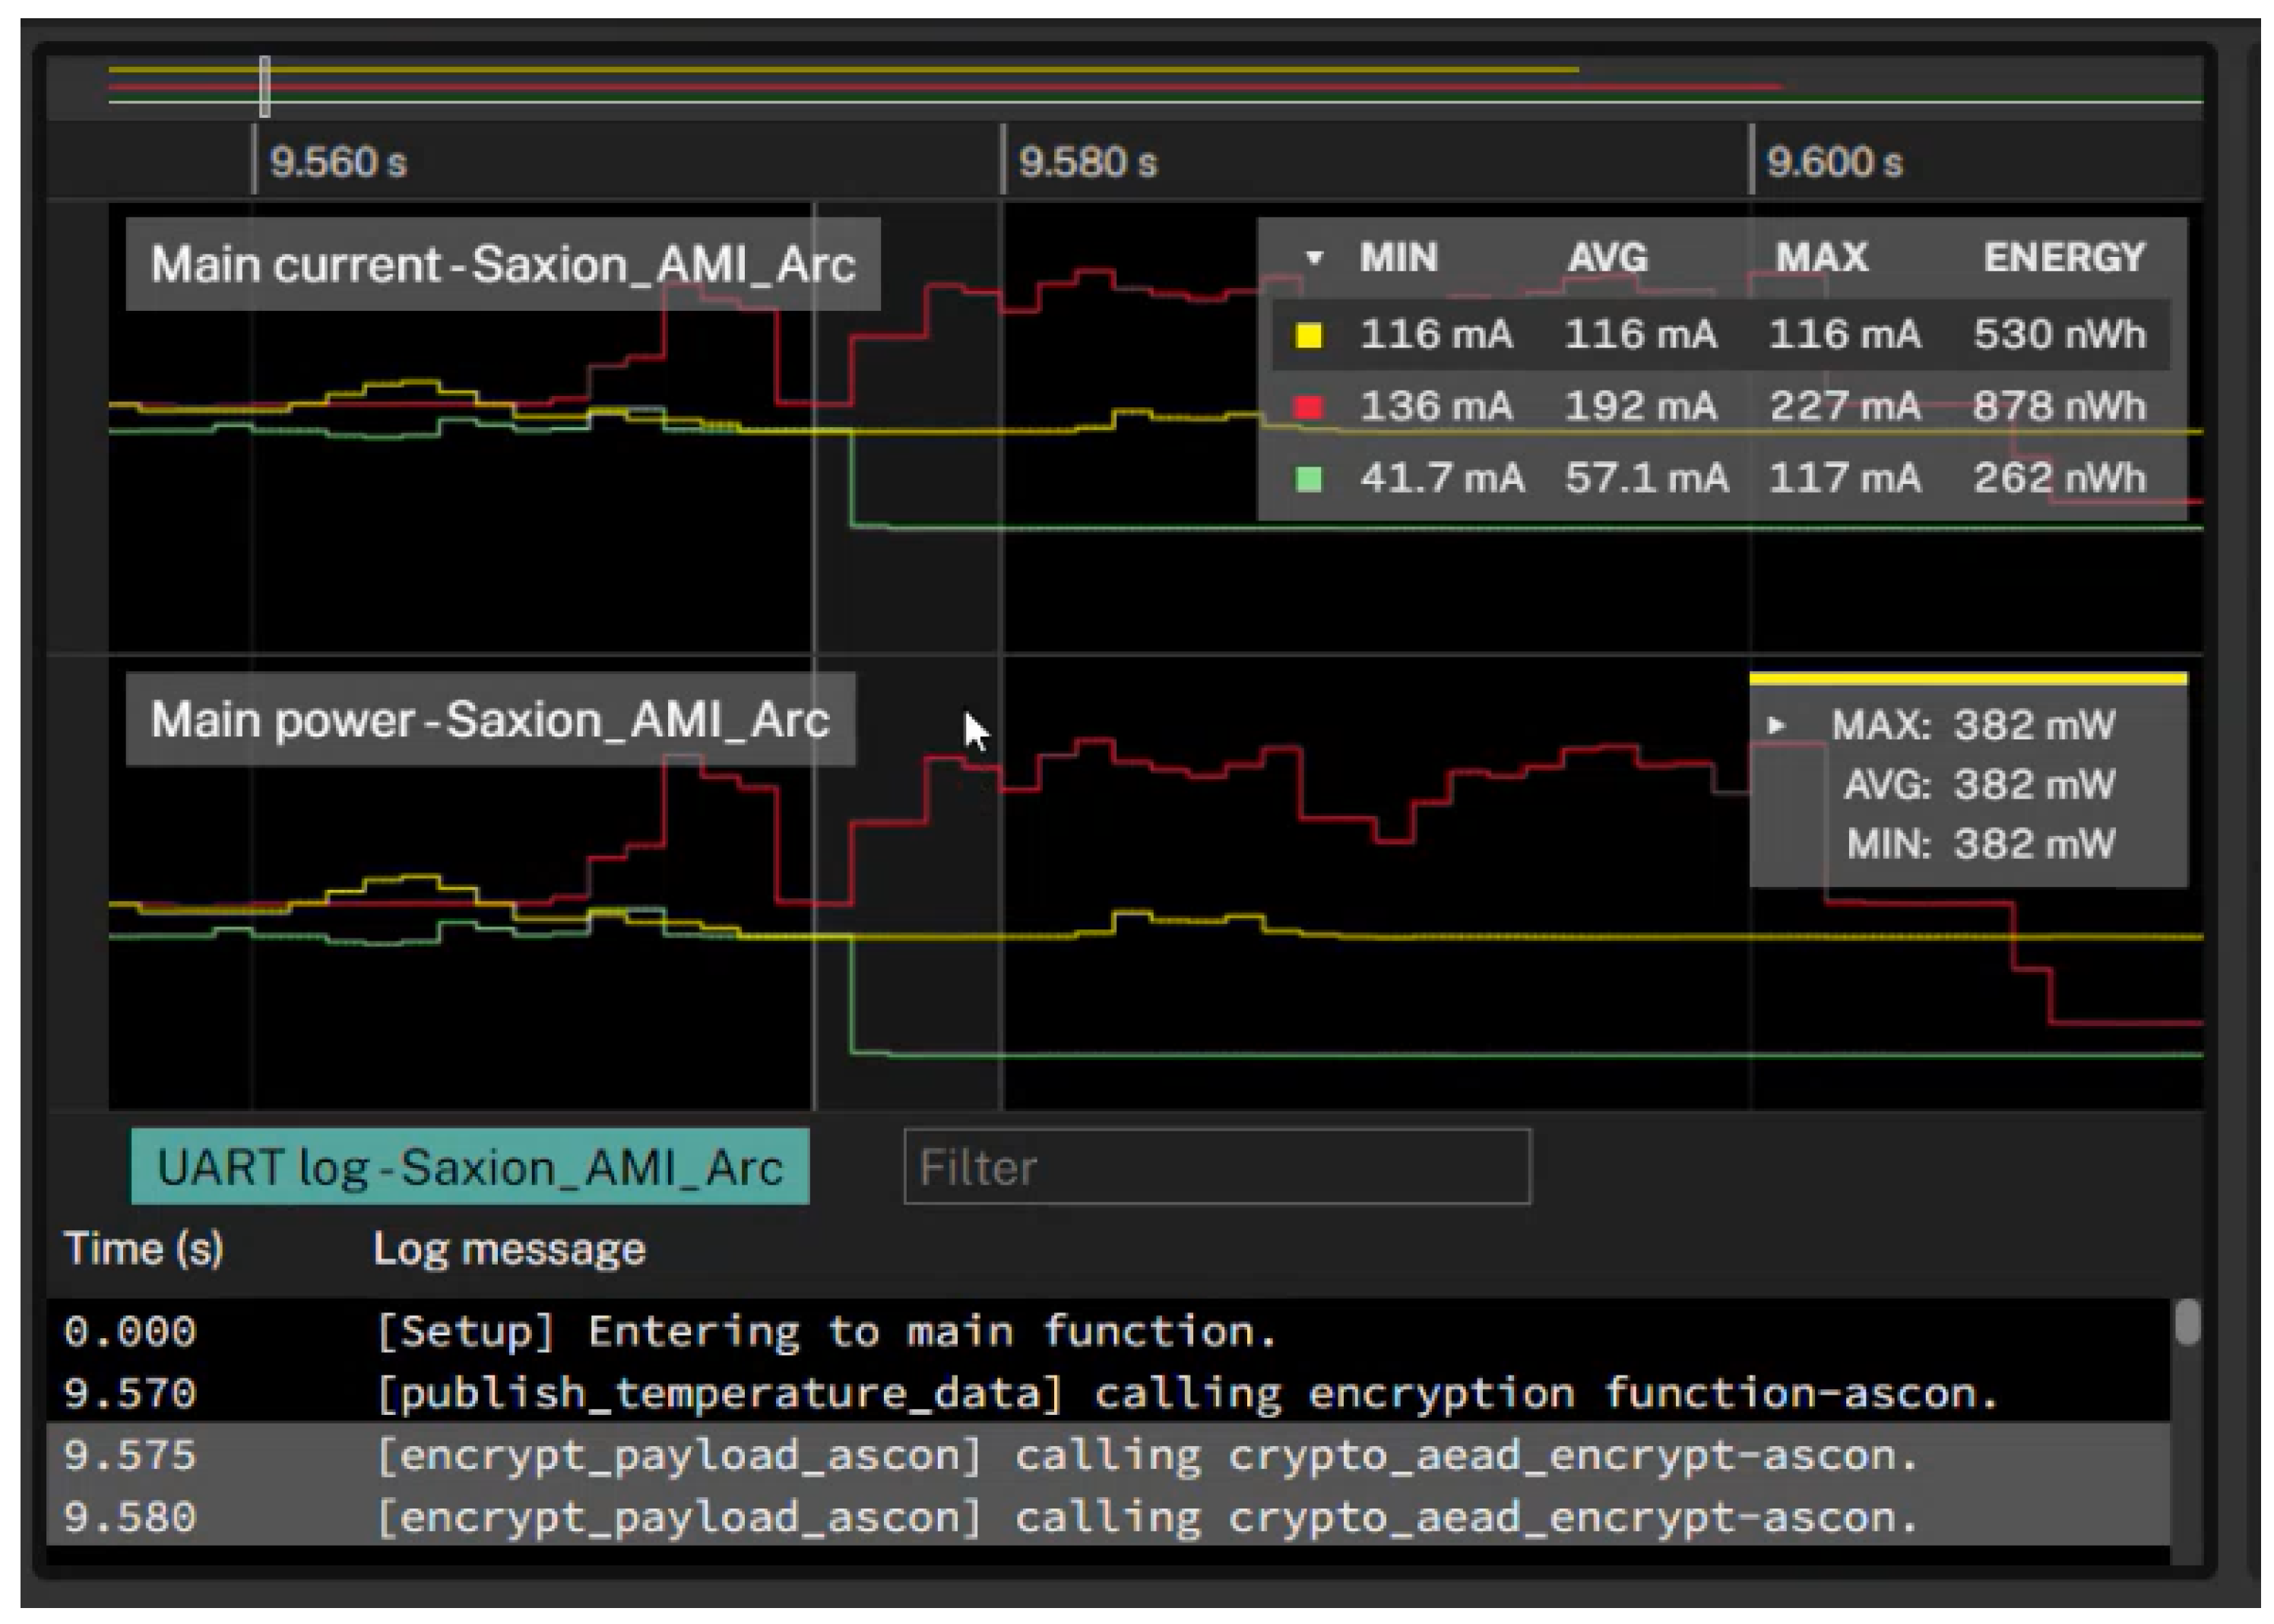 9.560 s 9.580 s 9.600 s
Main current - Saxion_AMI_Arc
MIN AVG MAX ENERGY
116 mA 116 mA 116 mA 530 nWh
136 mA 192 mA 227 mA 878 nWh
41.7 mA 57.1 mA 117 mA 262 nWh
Main power - Saxion_AMI_Arc
MAX: 382 mW
AVG: 382 mW
MIN: 382 mW
UART log - Saxion_AMI_Arc Filter
Time (s) Log message
0.000 [Setup] Entering to main function.
9.570 [publish_temperature_data] calling encryption function-ascon.
9.575 [encrypt_payload_ascon] calling crypto_aead_encrypt-ascon.
9.580 [encrypt_payload_ascon] calling crypto_aead_encrypt-ascon.